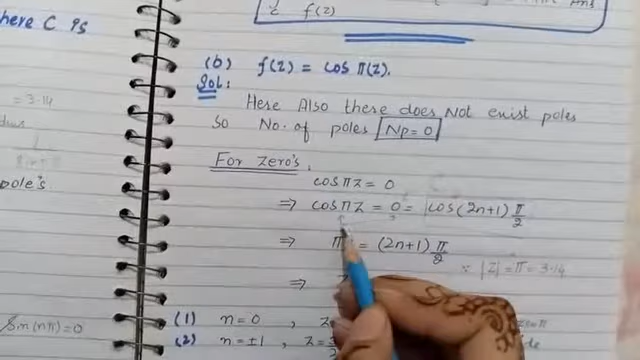 here C is
= 3.14
pole's
Sin(nπ) = 0
f(z)
(b) f(z) = cos π(z).
Sol:
Here Also there does Not exist poles
So No. of poles Np = 0
For zero's,
cos πz = 0
⇒ cos πz = 0 = cos(2n+1) π/2
⇒ π = (2n+1) π/2
∵ |z| = π = 3.14
⇒
(1) n = 0 , z
(2) n = ±1 , z = 3